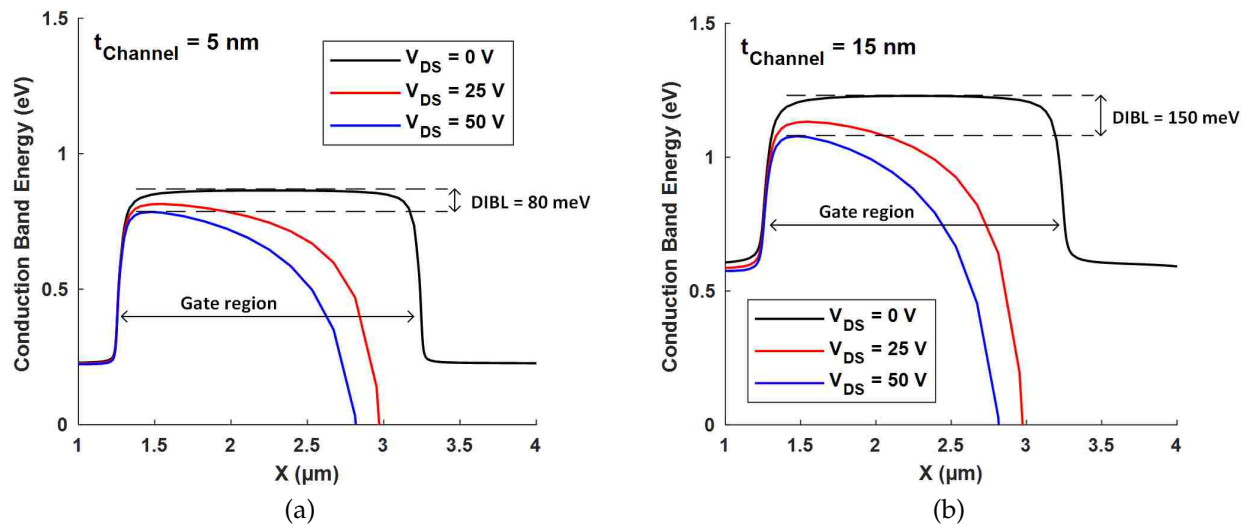 t_Channel = 5 nm
V_DS = 0 V
V_DS = 25 V
V_DS = 50 V
DIBL = 80 meV
Gate region
Conduction Band Energy (eV)
1.5
1
0.5
0
1
1.5
2
2.5
3
3.5
4
X (μm)
(a)
t_Channel = 15 nm
DIBL = 150 meV
Gate region
V_DS = 0 V
V_DS = 25 V
V_DS = 50 V
Conduction Band Energy (eV)
1.5
1
0.5
0
1
1.5
2
2.5
3
3.5
4
X (μm)
(b)